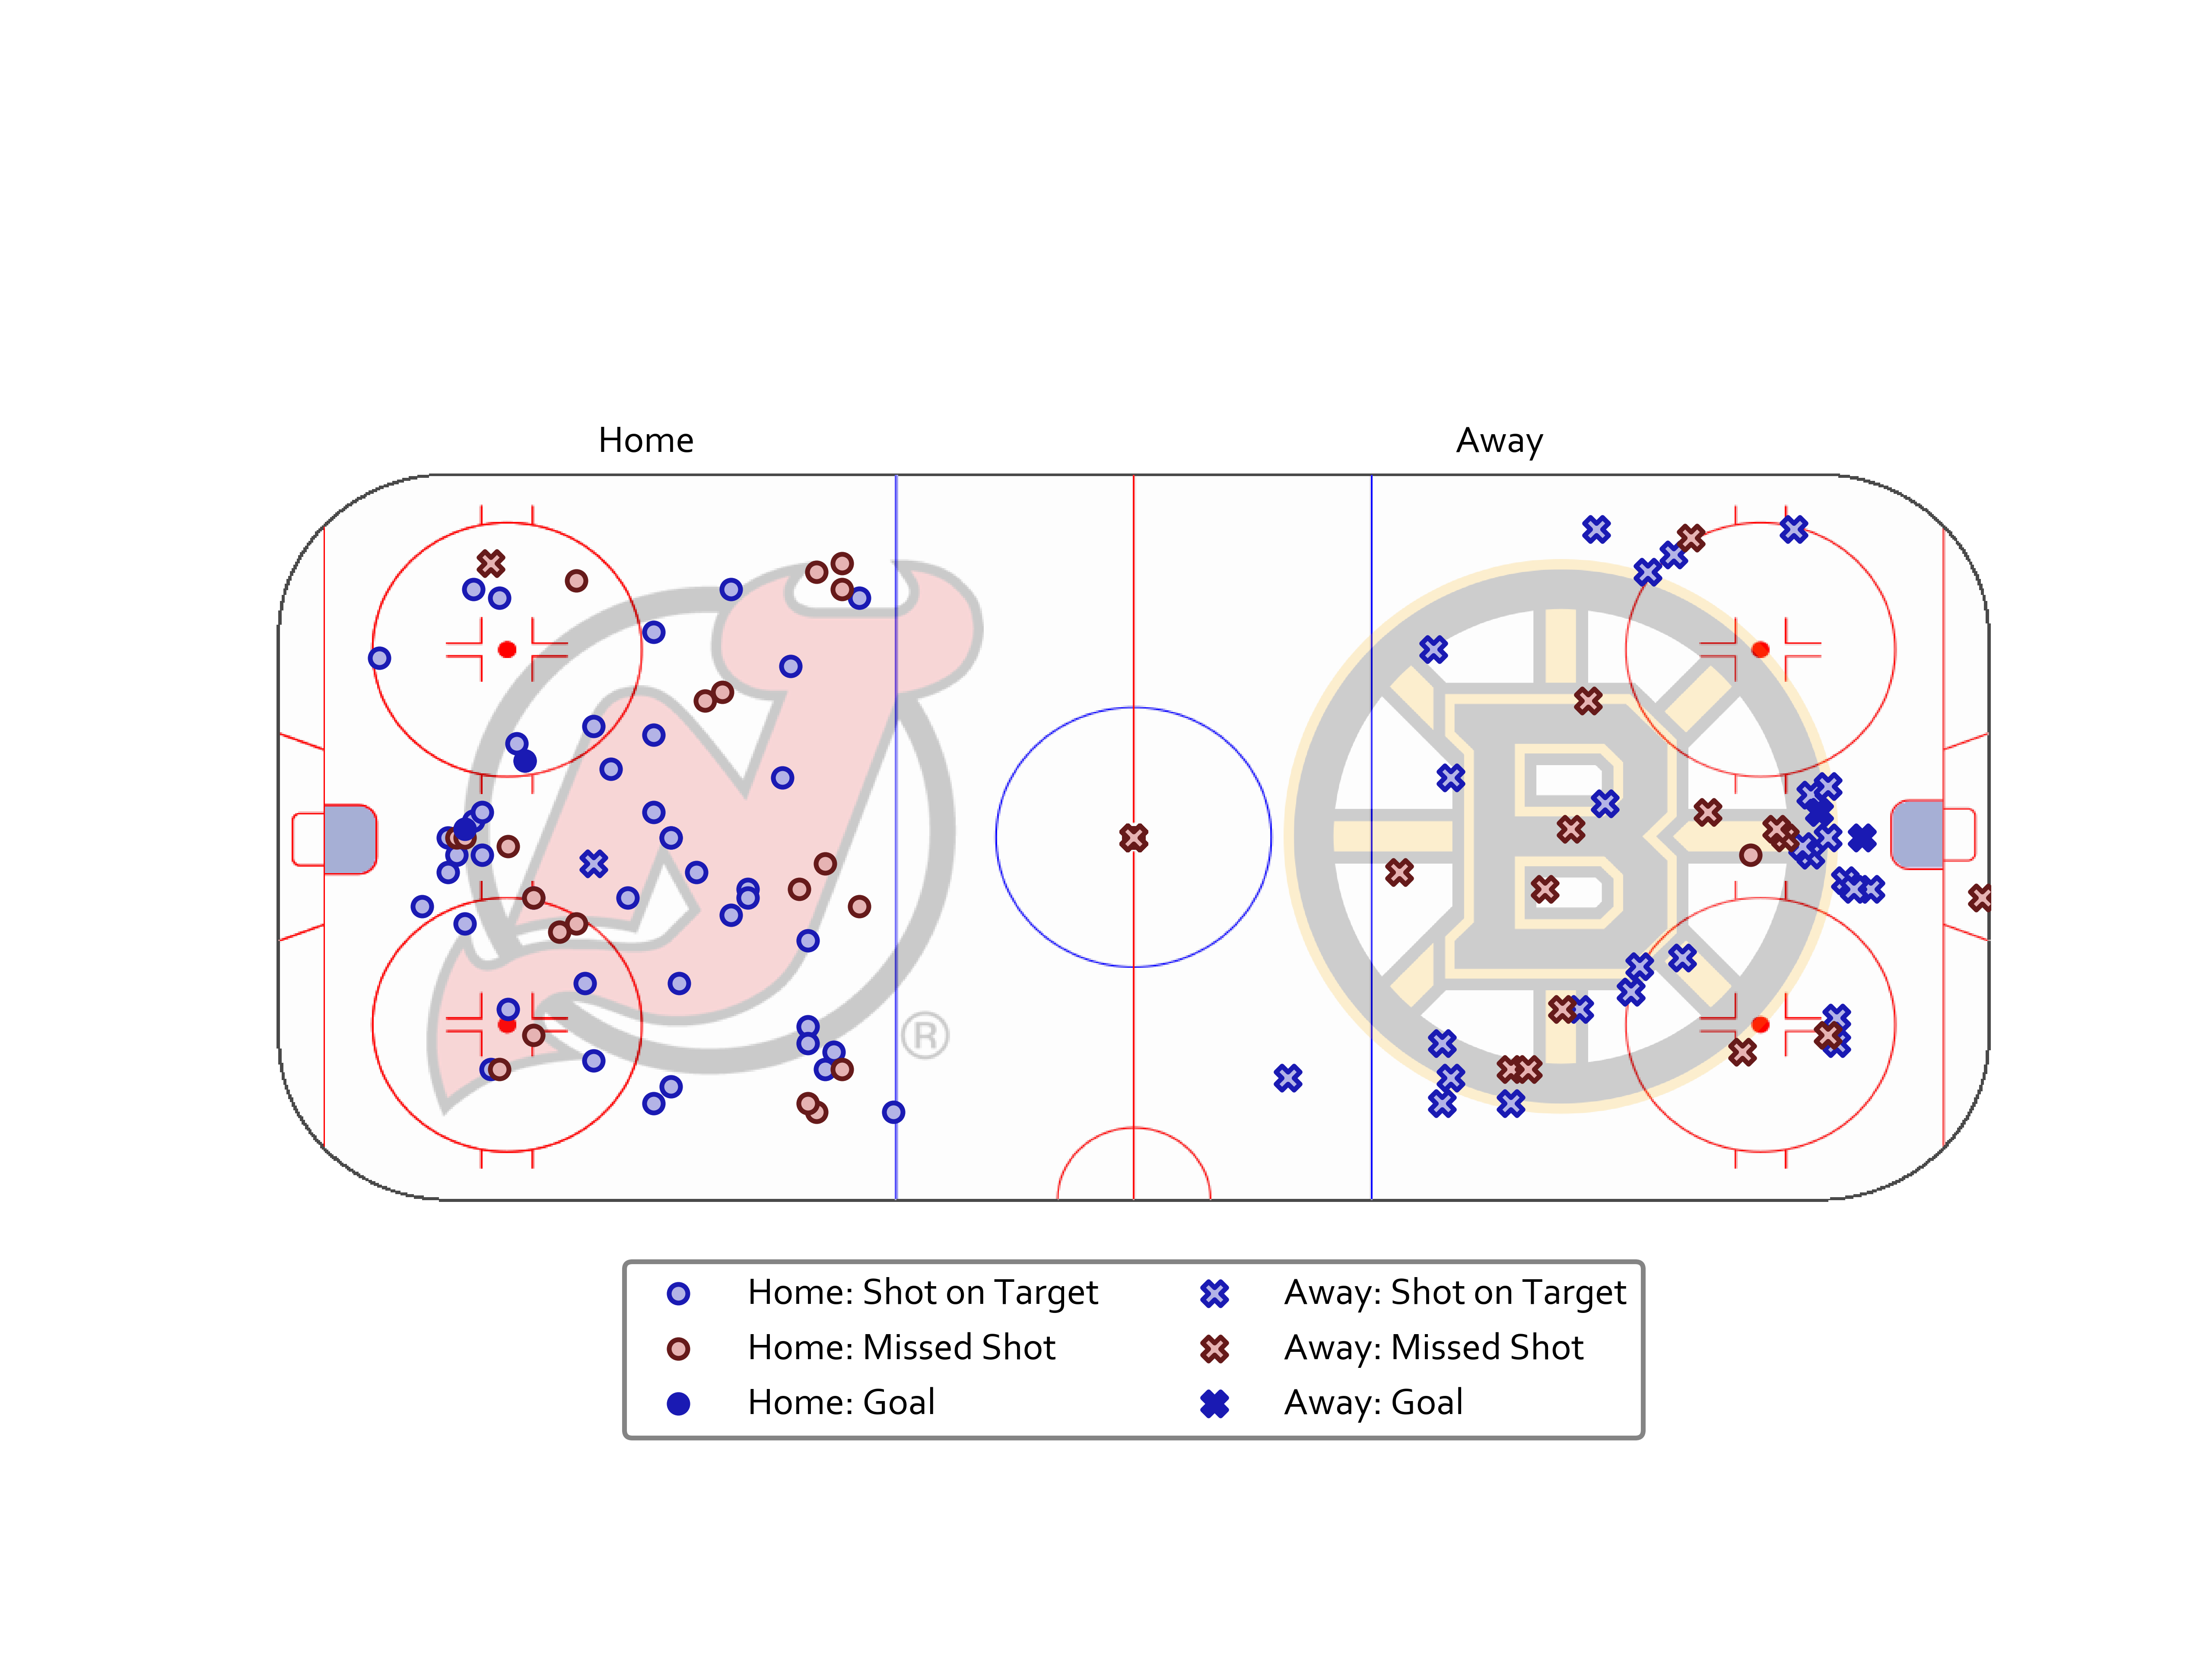 Home
Away
®
Home: Shot on Target
Home: Missed Shot
Home: Goal
Away: Shot on Target
Away: Missed Shot
Away: Goal
B